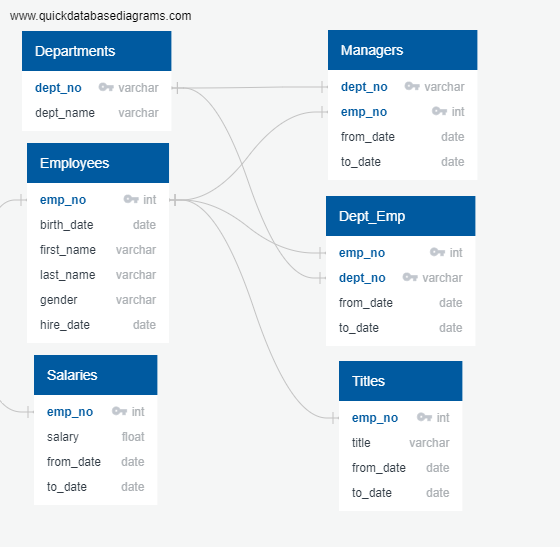 www.quickdatabasediagrams.com
Departments
dept_no varchar
dept_name varchar
Employees
emp_no int
birth_date date
first_name varchar
last_name varchar
gender varchar
hire_date date
Salaries
emp_no int
salary float
from_date date
to_date date
Managers
dept_no varchar
emp_no int
from_date date
to_date date
Dept_Emp
emp_no int
dept_no varchar
from_date date
to_date date
Titles
emp_no int
title varchar
from_date date
to_date date